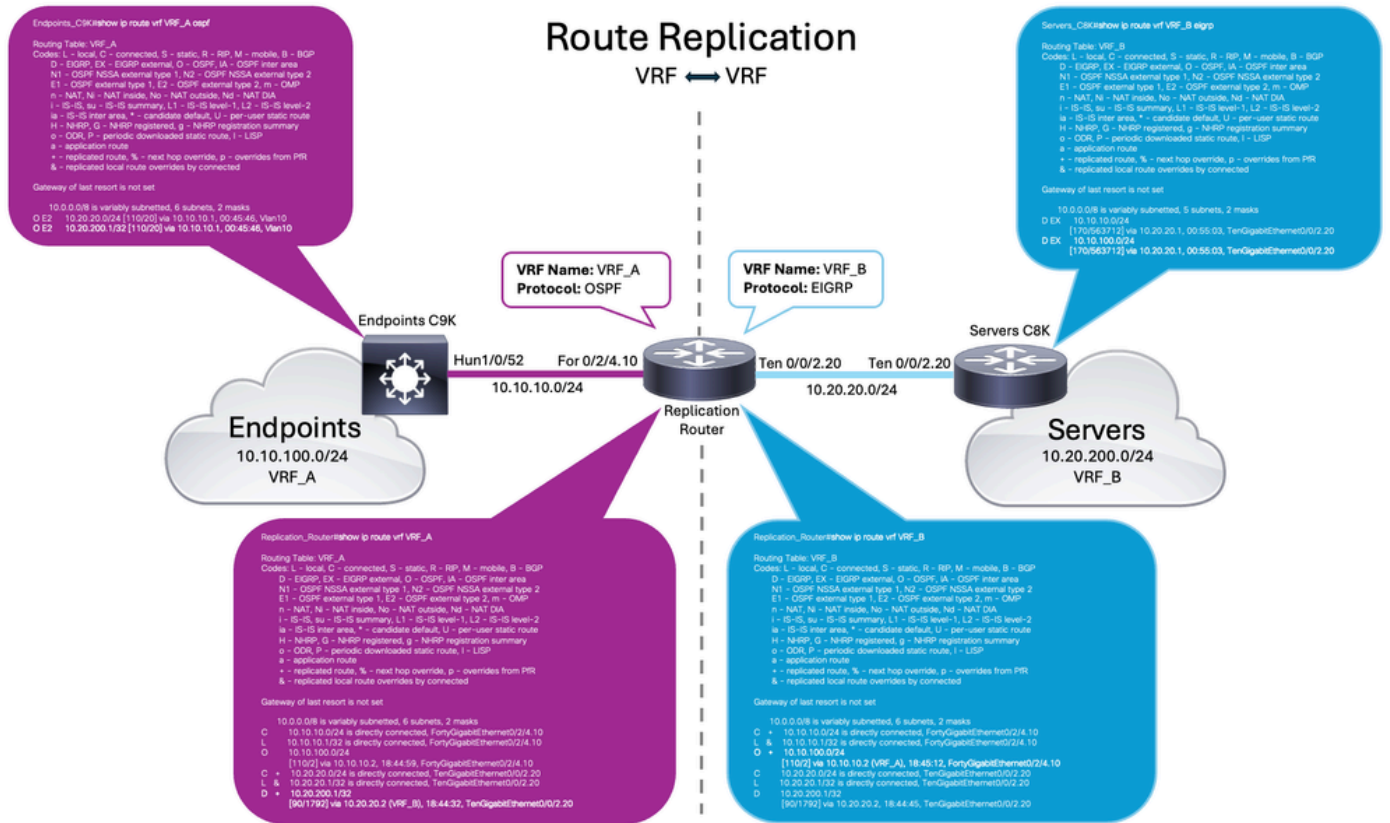 Route Replication
VRF ⟷ VRF
Endpoints_C9K#show ip route vrf VRF_A ospf
Routing Table: VRF_A
Codes: L - local, C - connected, S - static, R - RIP, M - mobile, B - BGP
D - EIGRP, EX - EIGRP external, O - OSPF, IA - OSPF inter area
N1 - OSPF NSSA external type 1, N2 - OSPF NSSA external type 2
E1 - OSPF external type 1, E2 - OSPF external type 2, m - OMP
n - NAT, Ni - NAT inside, No - NAT outside, Nd - NAT DIA
i - IS-IS, su - IS-IS summary, L1 - IS-IS level-1, L2 - IS-IS level-2
ia - IS-IS inter area, * - candidate default, U - per-user static route
H - NHRP, G - NHRP registered, g - NHRP registration summary
o - ODR, P - periodic downloaded static route, l - LISP
a - application route
+ - replicated route, % - next hop override, p - overrides from PfR
& - replicated local route overrides by connected
Gateway of last resort is not set
10.0.0.0/8 is variably subnetted, 6 subnets, 2 masks
O E2 10.20.20.0/24 [110/20] via 10.10.10.1, 00:45:46, Vlan10
O E2 10.20.200.1/32 [110/20] via 10.10.10.1, 00:45:46, Vlan10
Servers_C8K#show ip route vrf VRF_B eigrp
Routing Table: VRF_B
Codes: L - local, C - connected, S - static, R - RIP, M - mobile, B - BGP
D - EIGRP, EX - EIGRP external, O - OSPF, IA - OSPF inter area
N1 - OSPF NSSA external type 1, N2 - OSPF NSSA external type 2
E1 - OSPF external type 1, E2 - OSPF external type 2, m - OMP
n - NAT, Ni - NAT inside, No - NAT outside, Nd - NAT DIA
i - IS-IS, su - IS-IS summary, L1 - IS-IS level-1, L2 - IS-IS level-2
ia - IS-IS inter area, * - candidate default, U - per-user static route
H - NHRP, G - NHRP registered, g - NHRP registration summary
o - ODR, P - periodic downloaded static route, l - LISP
a - application route
+ - replicated route, % - next hop override, p - overrides from PfR
& - replicated local route overrides by connected
Gateway of last resort is not set
10.0.0.0/8 is variably subnetted, 5 subnets, 2 masks
D EX 10.10.10.0/24
[170/563712] via 10.20.20.1, 00:55:03, TenGigabitEthernet0/0/2.20
D EX 10.10.100.0/24
[170/563712] via 10.20.20.1, 00:55:03, TenGigabitEthernet0/0/2.20
VRF Name: VRF_A
Protocol: OSPF
VRF Name: VRF_B
Protocol: EIGRP
Endpoints C9K
Servers C8K
Hun1/0/52
For 0/2/4.10
Ten 0/0/2.20
Ten 0/0/2.20
10.10.10.0/24
10.20.20.0/24
Replication
Router
Endpoints
10.10.100.0/24
VRF_A
Servers
10.20.200.0/24
VRF_B
Replication_Router#show ip route vrf VRF_A
Routing Table: VRF_A
Codes: L - local, C - connected, S - static, R - RIP, M - mobile, B - BGP
D - EIGRP, EX - EIGRP external, O - OSPF, IA - OSPF inter area
N1 - OSPF NSSA external type 1, N2 - OSPF NSSA external type 2
E1 - OSPF external type 1, E2 - OSPF external type 2, m - OMP
n - NAT, Ni - NAT inside, No - NAT outside, Nd - NAT DIA
i - IS-IS, su - IS-IS summary, L1 - IS-IS level-1, L2 - IS-IS level-2
ia - IS-IS inter area, * - candidate default, U - per-user static route
H - NHRP, G - NHRP registered, g - NHRP registration summary
o - ODR, P - periodic downloaded static route, l - LISP
a - application route
+ - replicated route, % - next hop override, p - overrides from PfR
& - replicated local route overrides by connected
Gateway of last resort is not set
10.0.0.0/8 is variably subnetted, 6 subnets, 2 masks
C 10.10.10.0/24 is directly connected, FortyGigabitEthernet0/2/4.10
L 10.10.10.1/32 is directly connected, FortyGigabitEthernet0/2/4.10
O 10.10.100.0/24
[110/2] via 10.10.10.2, 18:44:59, FortyGigabitEthernet0/2/4.10
C + 10.20.20.0/24 is directly connected, TenGigabitEthernet0/0/2.20
L & 10.20.20.1/32 is directly connected, TenGigabitEthernet0/0/2.20
D + 10.20.200.1/32
[90/1792] via 10.20.20.2 (VRF_B), 18:44:32, TenGigabitEthernet0/0/2.20
Replication_Router#show ip route vrf VRF_B
Routing Table: VRF_B
Codes: L - local, C - connected, S - static, R - RIP, M - mobile, B - BGP
D - EIGRP, EX - EIGRP external, O - OSPF, IA - OSPF inter area
N1 - OSPF NSSA external type 1, N2 - OSPF NSSA external type 2
E1 - OSPF external type 1, E2 - OSPF external type 2, m - OMP
n - NAT, Ni - NAT inside, No - NAT outside, Nd - NAT DIA
i - IS-IS, su - IS-IS summary, L1 - IS-IS level-1, L2 - IS-IS level-2
ia - IS-IS inter area, * - candidate default, U - per-user static route
H - NHRP, G - NHRP registered, g - NHRP registration summary
o - ODR, P - periodic downloaded static route, l - LISP
a - application route
+ - replicated route, % - next hop override, p - overrides from PfR
& - replicated local route overrides by connected
Gateway of last resort is not set
10.0.0.0/8 is variably subnetted, 6 subnets, 2 masks
C + 10.10.10.0/24 is directly connected, FortyGigabitEthernet0/2/4.10
L & 10.10.10.1/32 is directly connected, FortyGigabitEthernet0/2/4.10
O + 10.10.100.0/24
[110/2] via 10.10.10.2 (VRF_A), 18:45:12, FortyGigabitEthernet0/2/4.10
C 10.20.20.0/24 is directly connected, TenGigabitEthernet0/0/2.20
L 10.20.20.1/32 is directly connected, TenGigabitEthernet0/0/2.20
D 10.20.200.1/32
[90/1792] via 10.20.20.2, 18:44:45, TenGigabitEthernet0/0/2.20